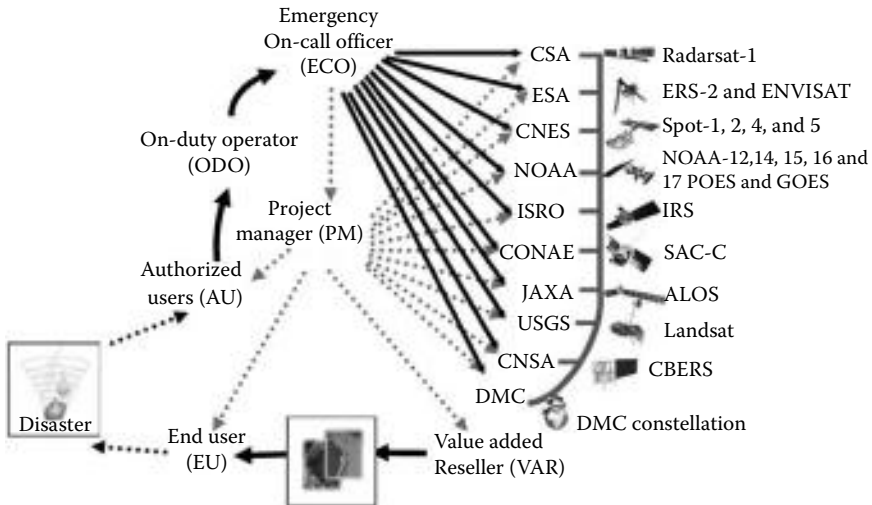 Emergency
On-call officer
(ECO)
On-duty operator
(ODO)
Project
manager (PM)
Authorized
users (AU)
Disaster
End user
(EU)
Value added
Reseller (VAR)
CSA
ESA
CNES
NOAA
ISRO
CONAE
JAXA
USGS
CNSA
DMC
Radarsat-1
ERS-2 and ENVISAT
Spot-1, 2, 4, and 5
NOAA-12,14, 15, 16 and
17 POES and GOES
IRS
SAC-C
ALOS
Landsat
CBERS
DMC constellation